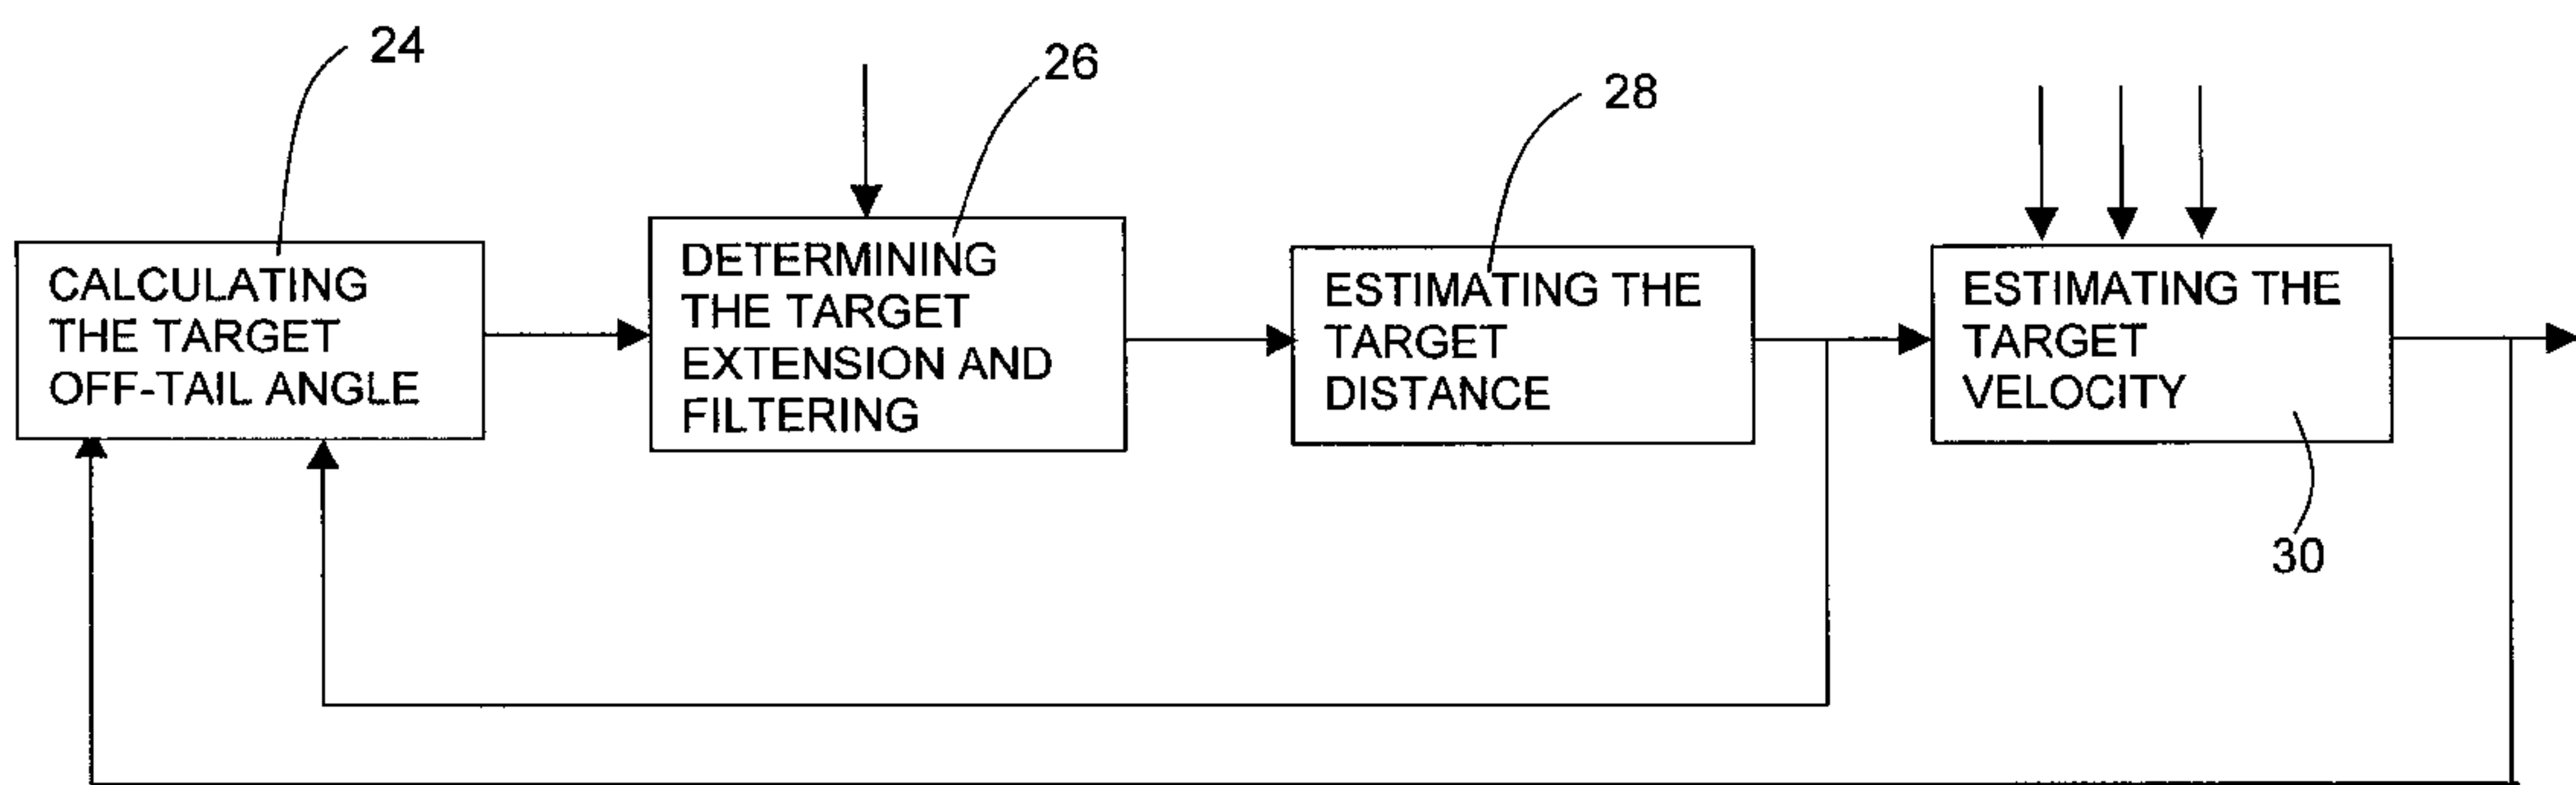 24
26
28
CALCULATING
THE TARGET
OFF-TAIL ANGLE
DETERMINING
THE TARGET
EXTENSION AND
FILTERING
ESTIMATING THE
TARGET
DISTANCE
ESTIMATING THE
TARGET
VELOCITY
30